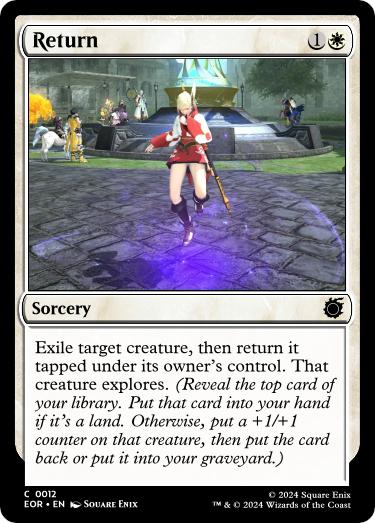 Return 1
Sorcery
Exile target creature, then return it
tapped under its owner's control. That
creature explores. (Reveal the top card of
your library. Put that card into your hand
if it's a land. Otherwise, put a +1/+1
counter on that creature, then put the card
back or put it into your graveyard.)
C 0012
EOR • EN SQUARE ENIX
© 2024 Square Enix
™ & © 2024 Wizards of the Coast